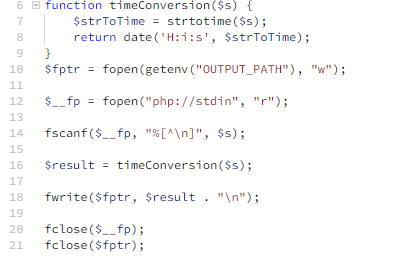 6 function timeConversion($s) {
7 $strToTime = strtotime($s);
8 return date('H:i:s', $strToTime);
9 }
10 $fptr = fopen(getenv("OUTPUT_PATH"), "w");
11
12 $__fp = fopen("php://stdin", "r");
13
14 fscanf($__fp, "%[^\n]", $s);
15
16 $result = timeConversion($s);
17
18 fwrite($fptr, $result . "\n");
19
20 fclose($__fp);
21 fclose($fptr);